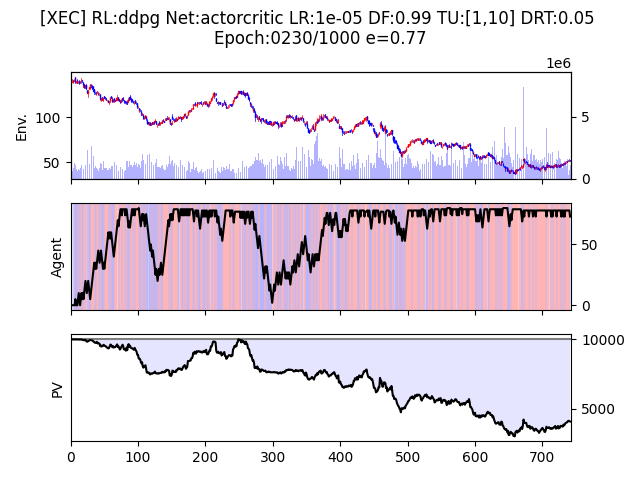 [XEC] RL:ddpg Net:actorcritic LR:1e-05 DF:0.99 TU:[1,10] DRT:0.05
Epoch:0230/1000 e=0.77
1e6
Env.
100
50
5
0
Agent
50
0
PV
10000
5000
0 100 200 300 400 500 600 700